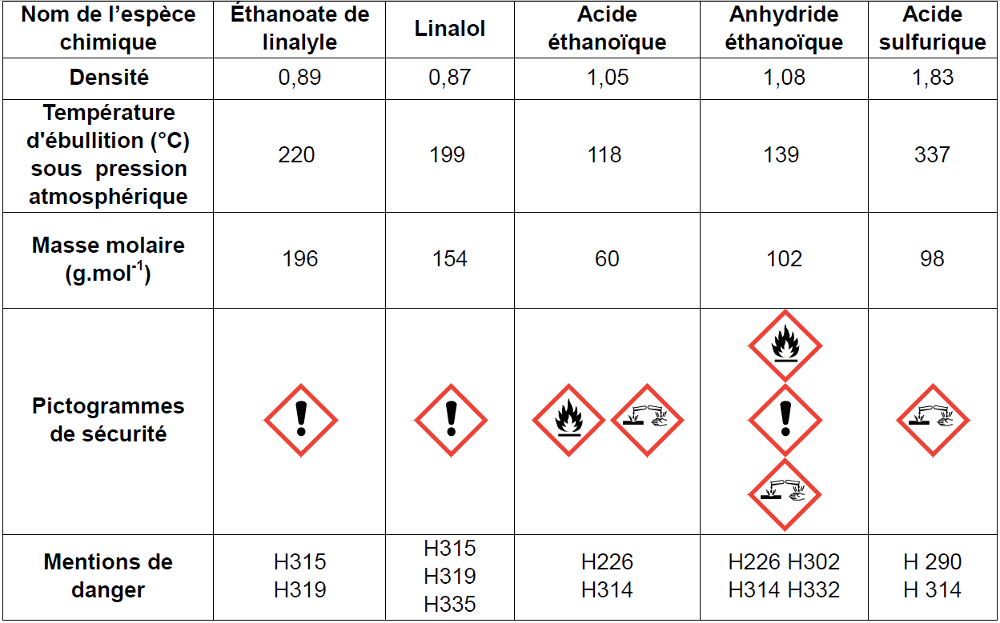 Nom de l'espèce
chimique
Éthanoate de
linalyle
Linalol
Acide
éthanoïque
Anhydride
éthanoïque
Acide
sulfurique
Densité
0,89
0,87
1,05
1,08
1,83
Température
d'ébullition (°C)
sous pression
atmosphérique
220
199
118
139
337
Masse molaire
(g.mol⁻¹)
196
154
60
102
98
Pictogrammes
de sécurité
Mentions de
danger
H315
H319
H315
H319
H335
H226
H314
H226 H302
H314 H332
H 290
H 314